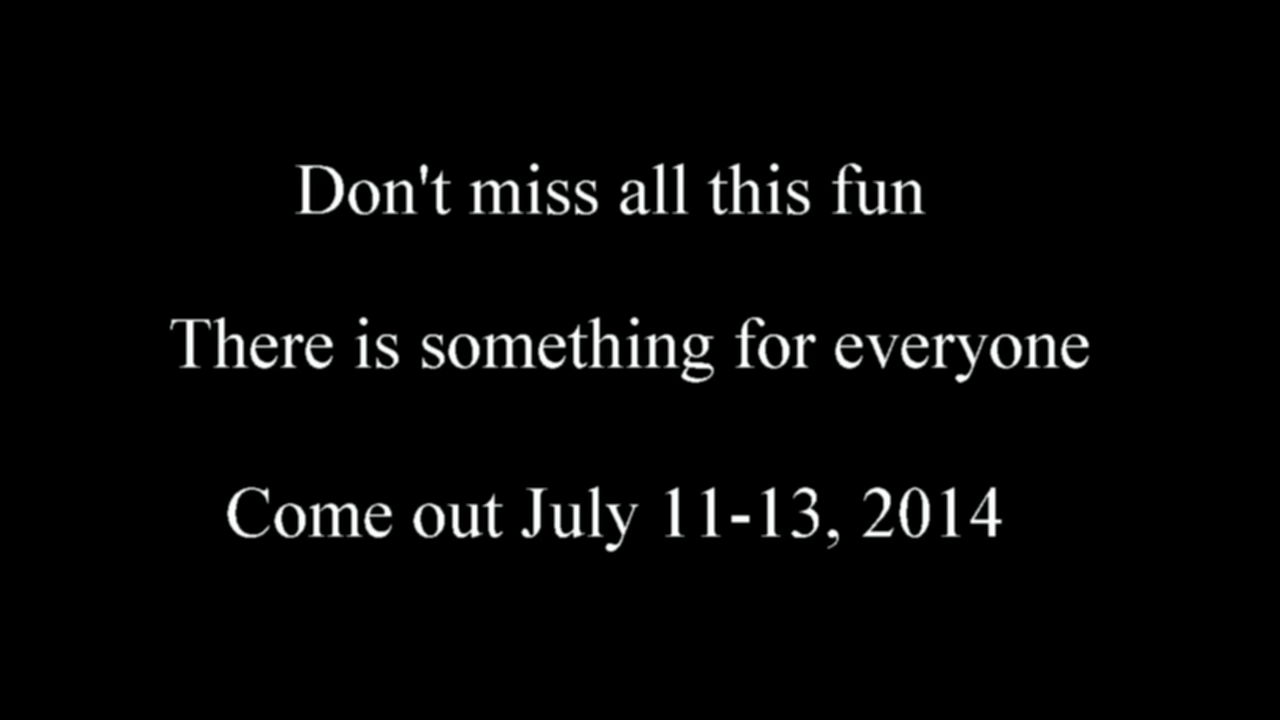 Don't miss all this fun
There is something for everyone
Come out July 11-13, 2014